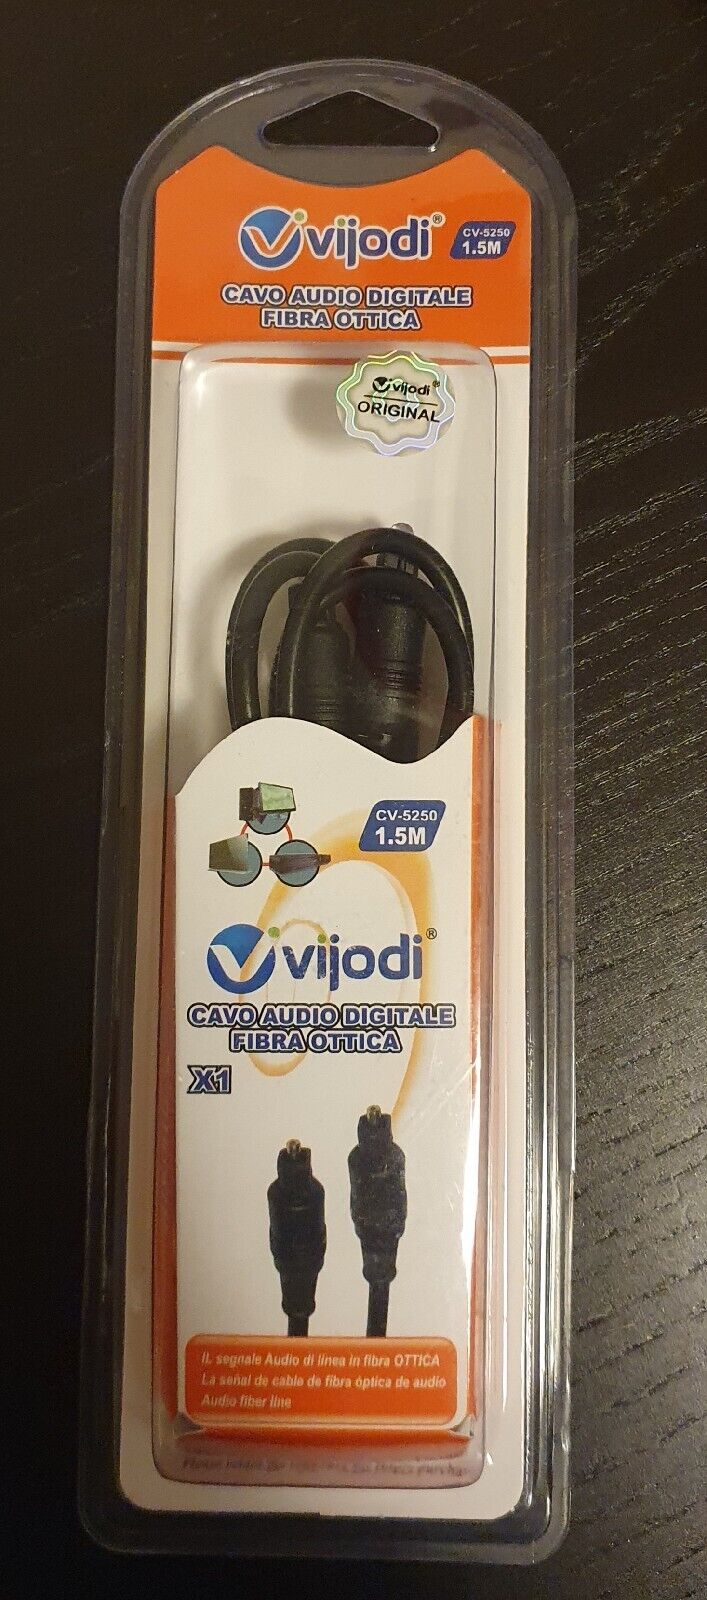 vijodi®
CV-5250
1.5M
CAVO AUDIO DIGITALE
FIBRA OTTICA
vijodi®
ORIGINAL
CV-5250
1.5M
vijodi®
CAVO AUDIO DIGITALE
FIBRA OTTICA
X1
IL segnale Audio di linea in fibra OTTICA
La señal de cable de fibra óptica de audio
Audio fiber line